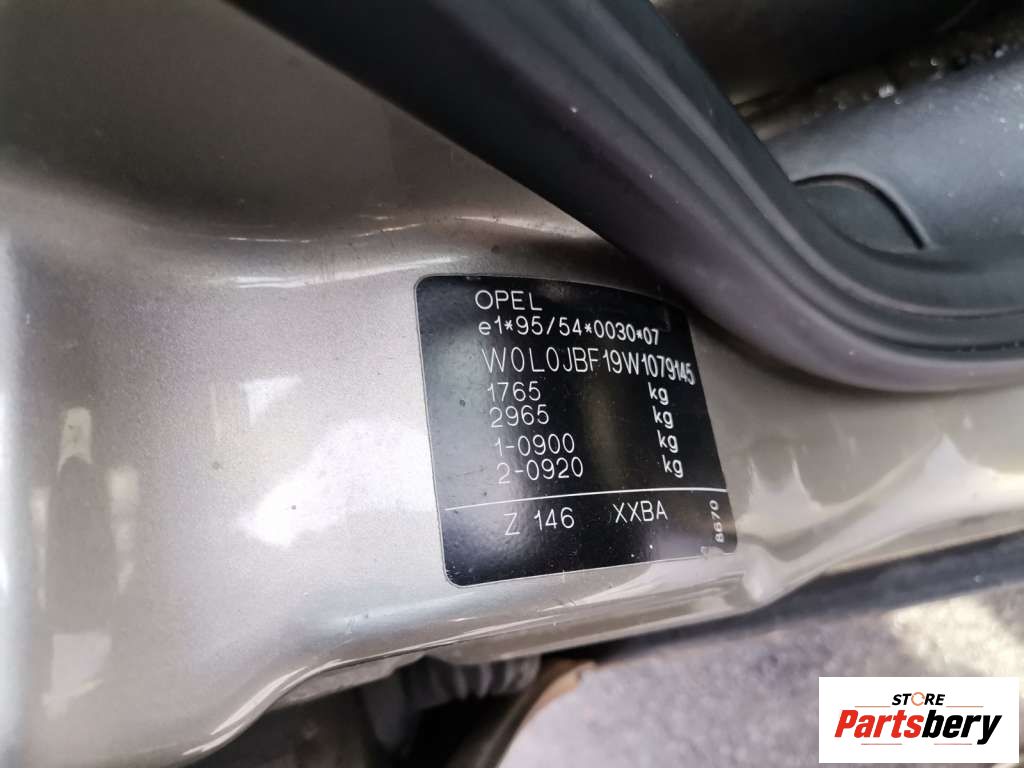 OPEL
e1*95/54*0030*07
W0L0JBF19W1079145
1765 kg
2965 kg
1-0900 kg
2-0920 kg
Z 146 XXBA
8670
STORE
Partsbery